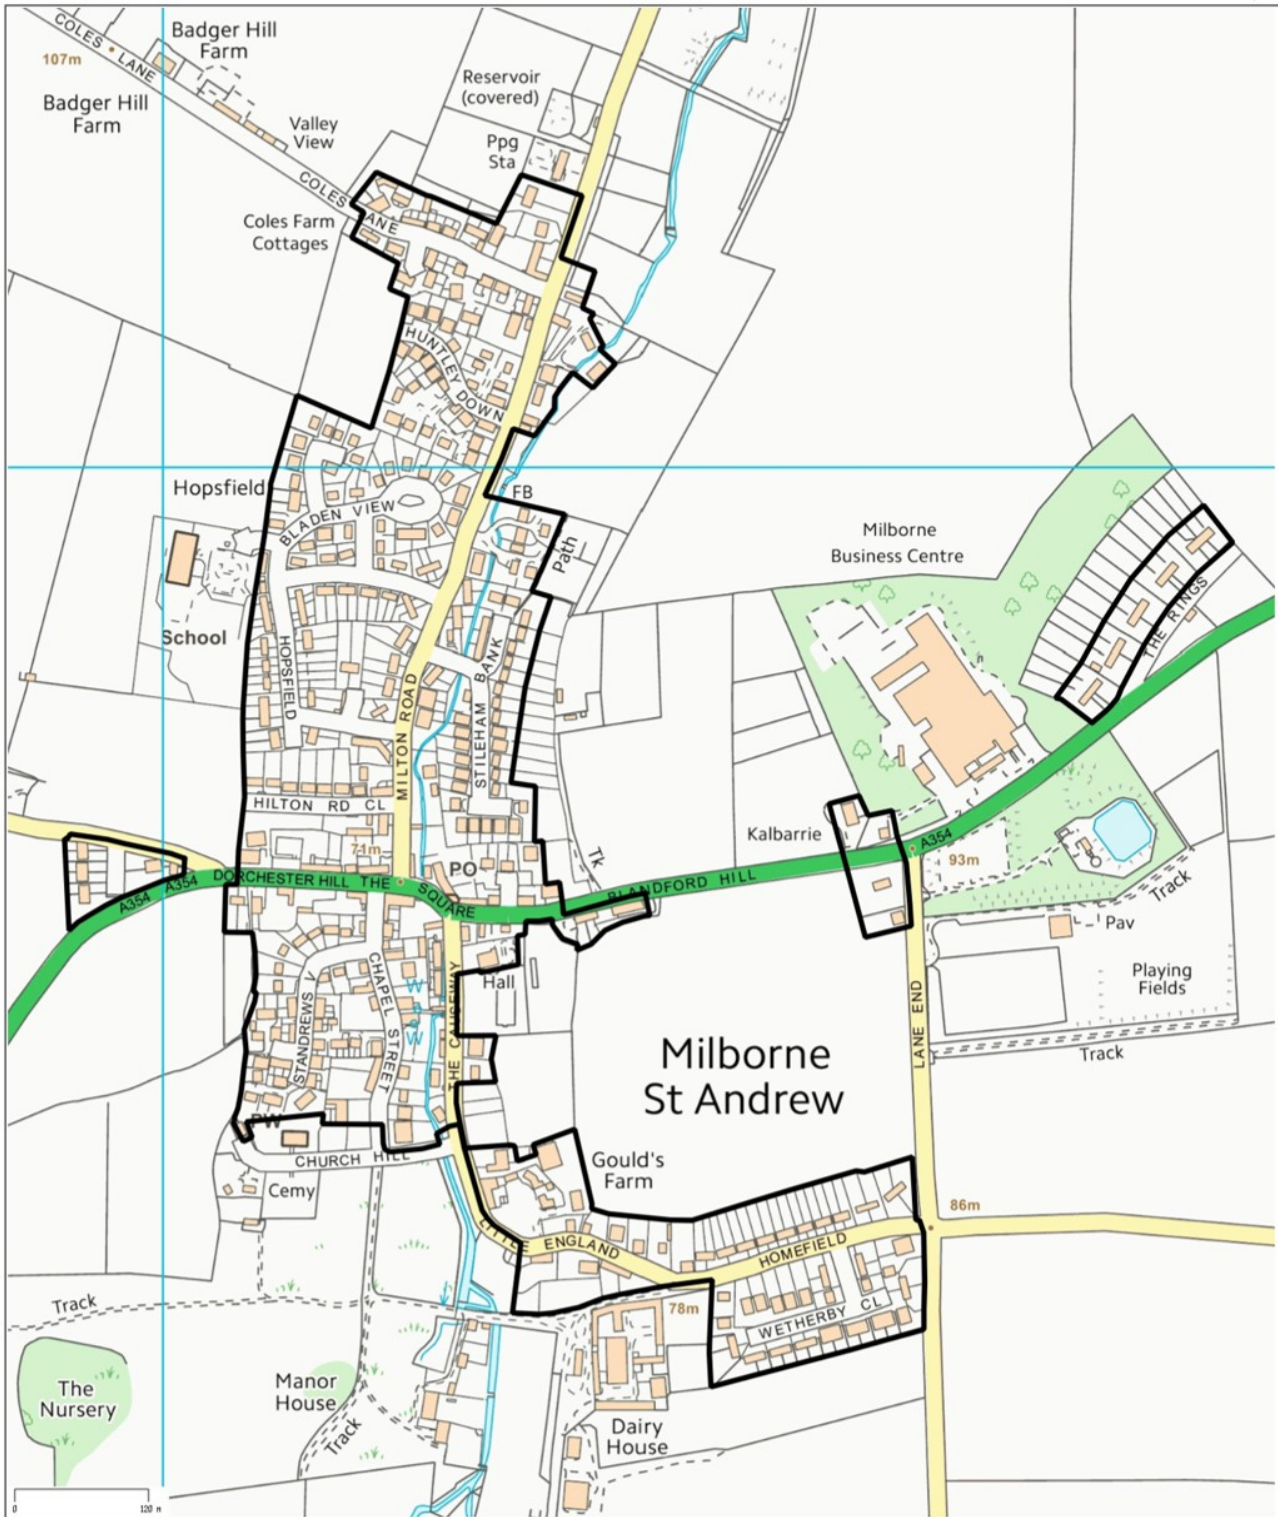 COLES LANE
Badger Hill
Farm
107m
Badger Hill
Farm
Valley
View
Reservoir
(covered)
Ppg
Sta
COLES LANE
Coles Farm
Cottages
HUNTLEY DOWN
Hopsfield
BLADEN VIEW
FB
Path
Milborne
Business Centre
THE RINGS
School
HOPSFIELD
MILTON ROAD
STILEHAM BANK
HILTON RD CL
71m
PO
Tk
Kalbarrie
A354
93m
A354
A354
DORCHESTER HILL
THE SQUARE
BLANDFORD HILL
Track
Pav
Playing
Fields
Hall
STANDREWS V
CHAPEL STREET
W
W
THE CAUSEWAY
LANE END
Track
Milborne
St Andrew
PW
CHURCH HILL
Cemy
Gould's
Farm
86m
LITTLE ENGLAND
HOMEFIELD
WETHERBY CL
78m
Track
The
Nursery
Manor
House
Track
Dairy
House
0
120 m